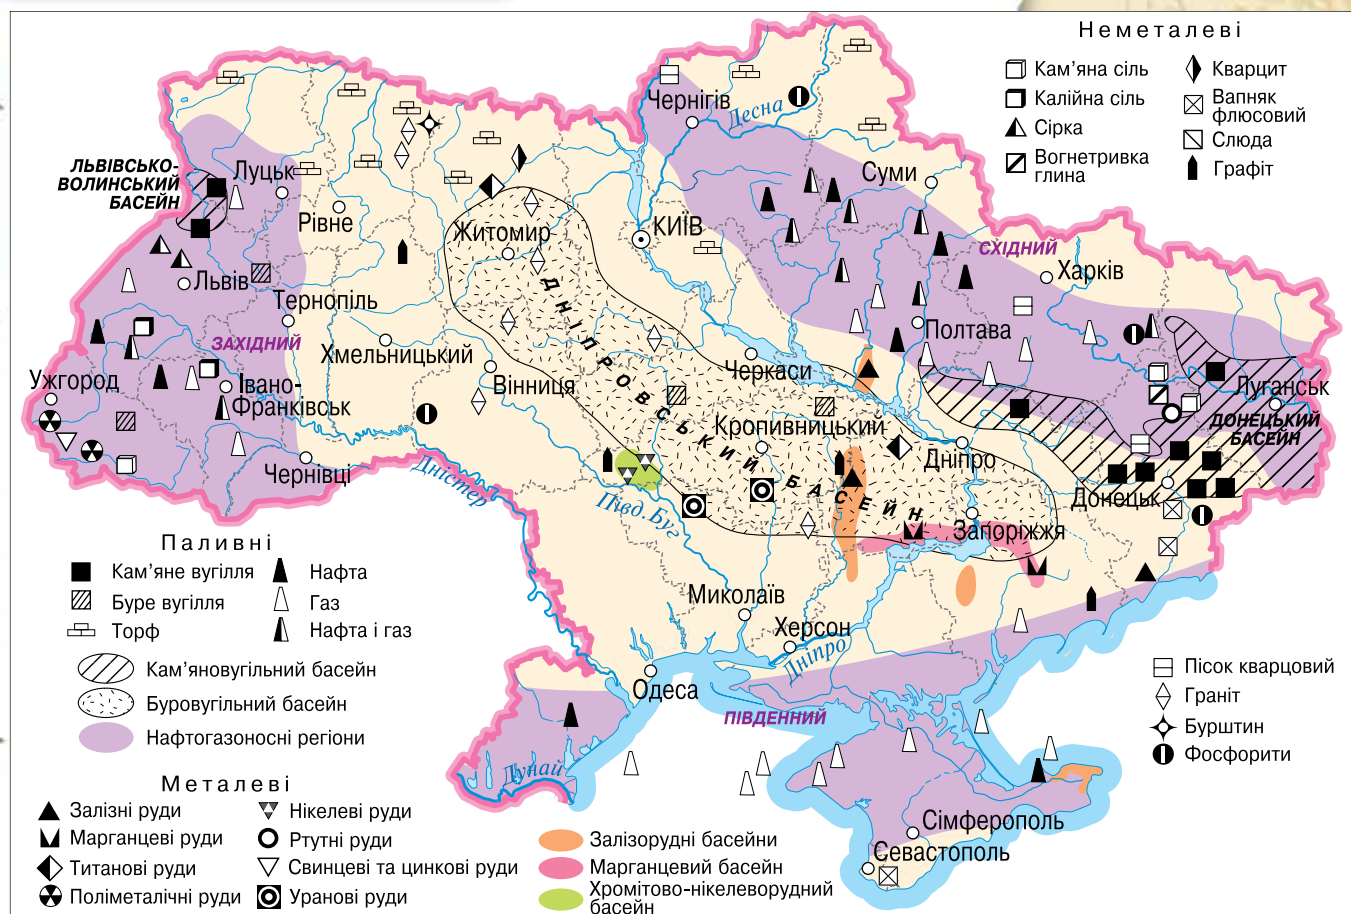 Неметалеві
Кам’яна сіль
Калійна сіль
Сірка
Вогнетривка
глина
Кварцит
Вапняк
флюсовий
Слюда
Графіт
Чернігів
Десна
ЛЬВІВСЬКО-
ВОЛИНСЬКИЙ
БАСЕЙН
Луцьк
Рівне
Житомир
КИЇВ
Суми
СХІДНИЙ
Харків
Львів
Тернопіль
ЗАХІДНИЙ
Хмельницький
Вінниця
Черкаси
Полтава
Ужгород
Івано-
Франківськ
Чернівці
Дністер
ДНІПРОВСЬКИЙ БАСЕЙН
Кропивницький
Дніпро
Луганськ
ДОНЕЦЬКИЙ
БАСЕЙН
Донецьк
Півд. Буг
Запоріжжя
Миколаїв
Херсон
Дніпро
Одеса
ПІВДЕННИЙ
Дунай
Сімферополь
Севастополь
Паливні
Кам’яне вугілля
Буре вугілля
Торф
Нафта
Газ
Нафта і газ
Кам’яновугільний басейн
Буровугільний басейн
Нафтогазоносні регіони
Металеві
Залізні руди
Марганцеві руди
Титанові руди
Поліметалічні руди
Нікелеві руди
Ртутні руди
Свинцеві та цинкові руди
Уранові руди
Залізорудні басейни
Марганцевий басейн
Хромітово-нікелеворудний
басейн
Пісок кварцовий
Граніт
Бурштин
Фосфорити